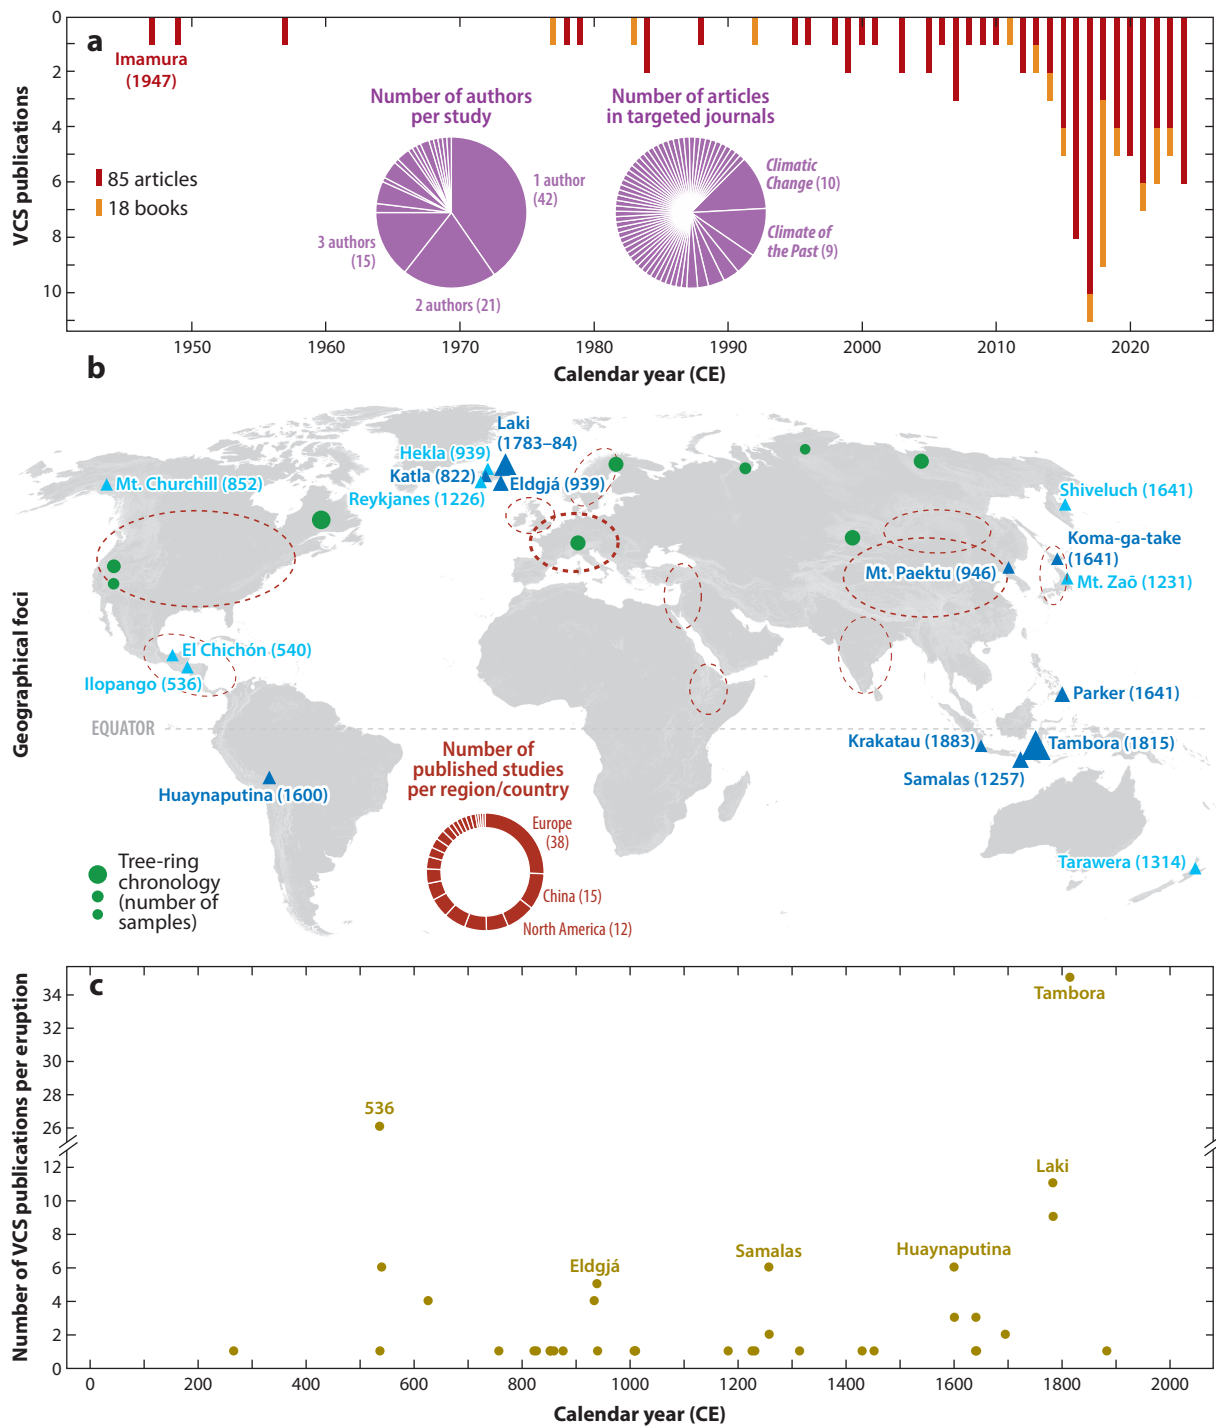 a
0
2
4
6
8
10
VCS publications
Imamura
(1947)
85 articles
18 books
Number of authors
per study
1 author
(42)
3 authors
(15)
2 authors (21)
Number of articles
in targeted journals
Climatic
Change (10)
Climate of
the Past (9)
1950
1960
1970
1980
1990
2000
2010
2020
Calendar year (CE)
b
Geographical foci
Laki
(1783–84)
Hekla (939)
Katla (822)
Eldgjá (939)
Reykjanes (1226)
Mt. Churchill (852)
Shiveluch (1641)
Koma-ga-take
(1641)
Mt. Paektu (946)
Mt. Zaō (1231)
El Chichón (540)
Ilopango (536)
Parker (1641)
EQUATOR
Krakatau (1883)
Tambora (1815)
Samalas (1257)
Huaynaputina (1600)
Number of
published studies
per region/country
Europe
(38)
China (15)
North America (12)
Tarawera (1314)
Tree-ring
chronology
(number of
samples)
c
Number of VCS publications per eruption
34
32
30
28
26
12
10
8
6
4
2
0
Tambora
536
Laki
Eldgjá
Samalas
Huaynaputina
0
200
400
600
800
1000
1200
1400
1600
1800
2000
Calendar year (CE)